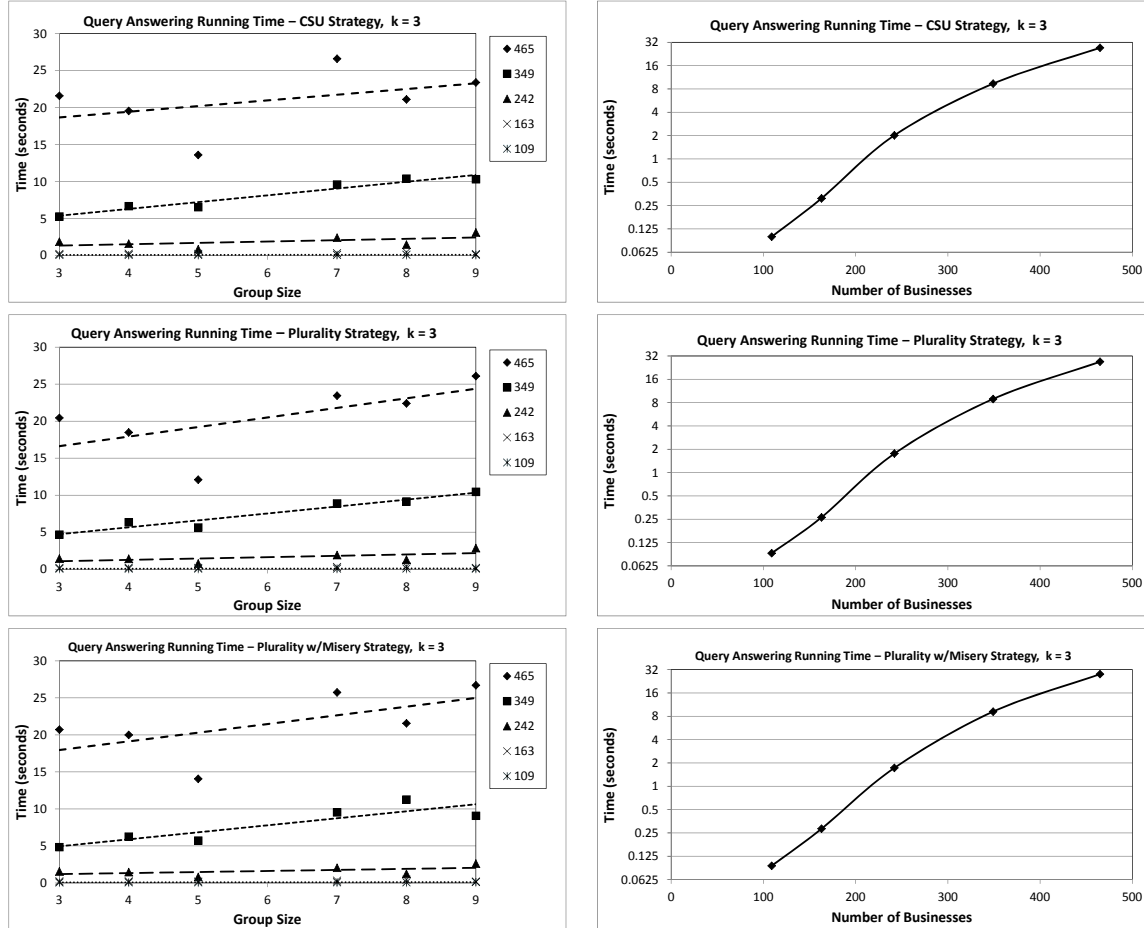 Query Answering Running Time – CSU Strategy, k = 3
30
25
20
15
10
5
0
Time (seconds)
3 4 5 6 7 8 9
Group Size
465
349
242
163
109
Query Answering Running Time – CSU Strategy, k = 3
32
16
8
4
2
1
0.5
0.25
0.125
0.0625
Time (seconds)
0 100 200 300 400 500
Number of Businesses
Query Answering Running Time – Plurality Strategy, k = 3
30
25
20
15
10
5
0
Time (seconds)
3 4 5 6 7 8 9
Group Size
465
349
242
163
109
Query Answering Running Time – Plurality Strategy, k = 3
32
16
8
4
2
1
0.5
0.25
0.125
0.0625
Time (seconds)
0 100 200 300 400 500
Number of Businesses
Query Answering Running Time – Plurality w/Misery Strategy, k = 3
30
25
20
15
10
5
0
Time (seconds)
3 4 5 6 7 8 9
Group Size
465
349
242
163
109
Query Answering Running Time – Plurality w/Misery Strategy, k = 3
32
16
8
4
2
1
0.5
0.25
0.125
0.0625
Time (seconds)
0 100 200 300 400 500
Number of Businesses